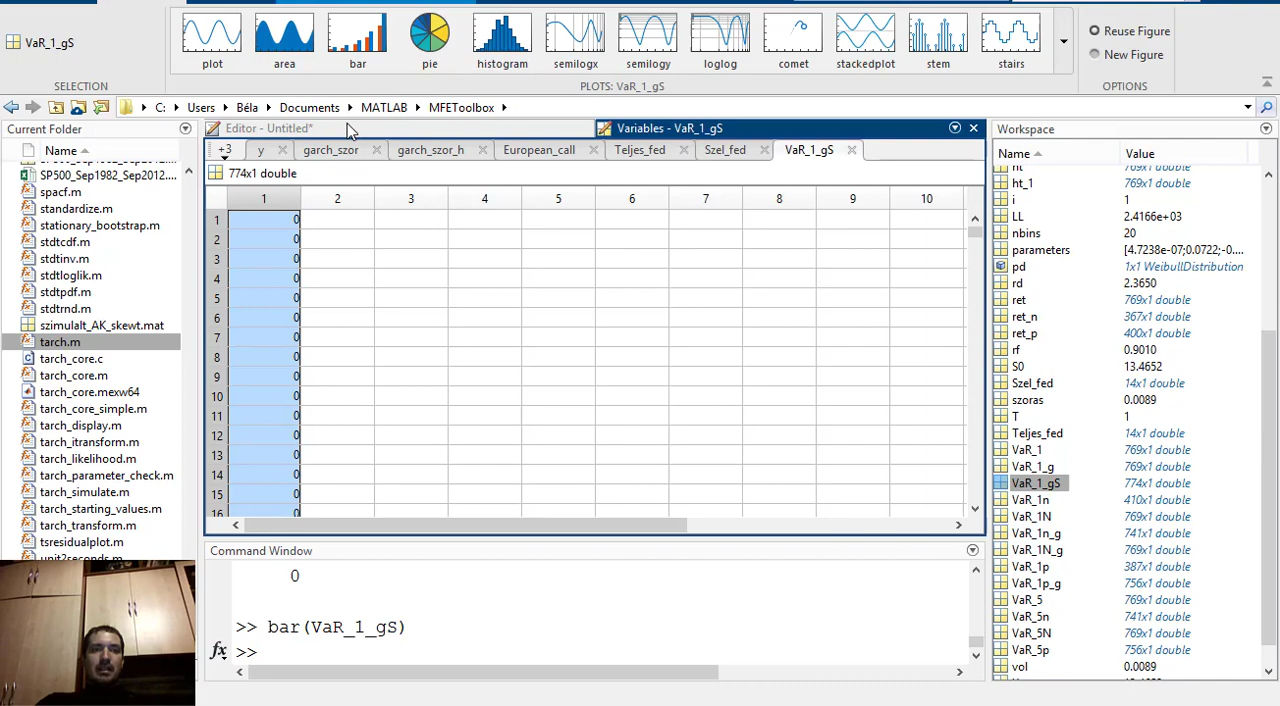 VaR_1_gS
plot area bar pie histogram semilogx semilogy loglog comet stackedplot stem stairs
Reuse Figure
New Figure
SELECTION PLOTS: VaR_1_gS OPTIONS
C: Users Béla Documents MATLAB MFEToolbox
Current Folder
Name
SP500_Sep1982_Sep2012....
spacf.m
standardize.m
stationary_bootstrap.m
stdtcdf.m
stdtinv.m
stdtloglik.m
stdtpdf.m
stdtrnd.m
szimulalt_AK_skewt.mat
tarch.m
tarch_core.c
tarch_core.m
tarch_core.mexw64
tarch_core_simple.m
tarch_display.m
tarch_itransform.m
tarch_likelihood.m
tarch_parameter_check.m
tarch_simulate.m
tarch_starting_values.m
tarch_transform.m
tsresidualplot.m
unit2seconds.m
Editor - Untitled*
Variables - VaR_1_gS
+3 y garch_szor garch_szor_h European_call Teljes_fed Szel_fed VaR_1_gS
774x1 double
1 2 3 4 5 6 7 8 9 10
1 0
2 0
3 0
4 0
5 0
6 0
7 0
8 0
9 0
10 0
11 0
12 0
13 0
14 0
15 0
16 0
Command Window
0
>> bar(VaR_1_gS)
fx >>
Workspace
Name Value
ht 769x1 double
ht_1 769x1 double
i 1
LL 2.4166e+03
nbins 20
parameters [4.7238e-07;0.0722;-0....
pd 1x1 WeibullDistribution
rd 2.3650
ret 769x1 double
ret_n 367x1 double
ret_p 400x1 double
rf 0.9010
S0 13.4652
Szel_fed 14x1 double
szoras 0.0089
T 1
Teljes_fed 14x1 double
VaR_1 769x1 double
VaR_1_g 769x1 double
VaR_1_gS 774x1 double
VaR_1n 410x1 double
VaR_1N 769x1 double
VaR_1n_g 741x1 double
VaR_1N_g 769x1 double
VaR_1p 387x1 double
VaR_1p_g 756x1 double
VaR_5 769x1 double
VaR_5n 741x1 double
VaR_5N 769x1 double
VaR_5p 756x1 double
vol 0.0089